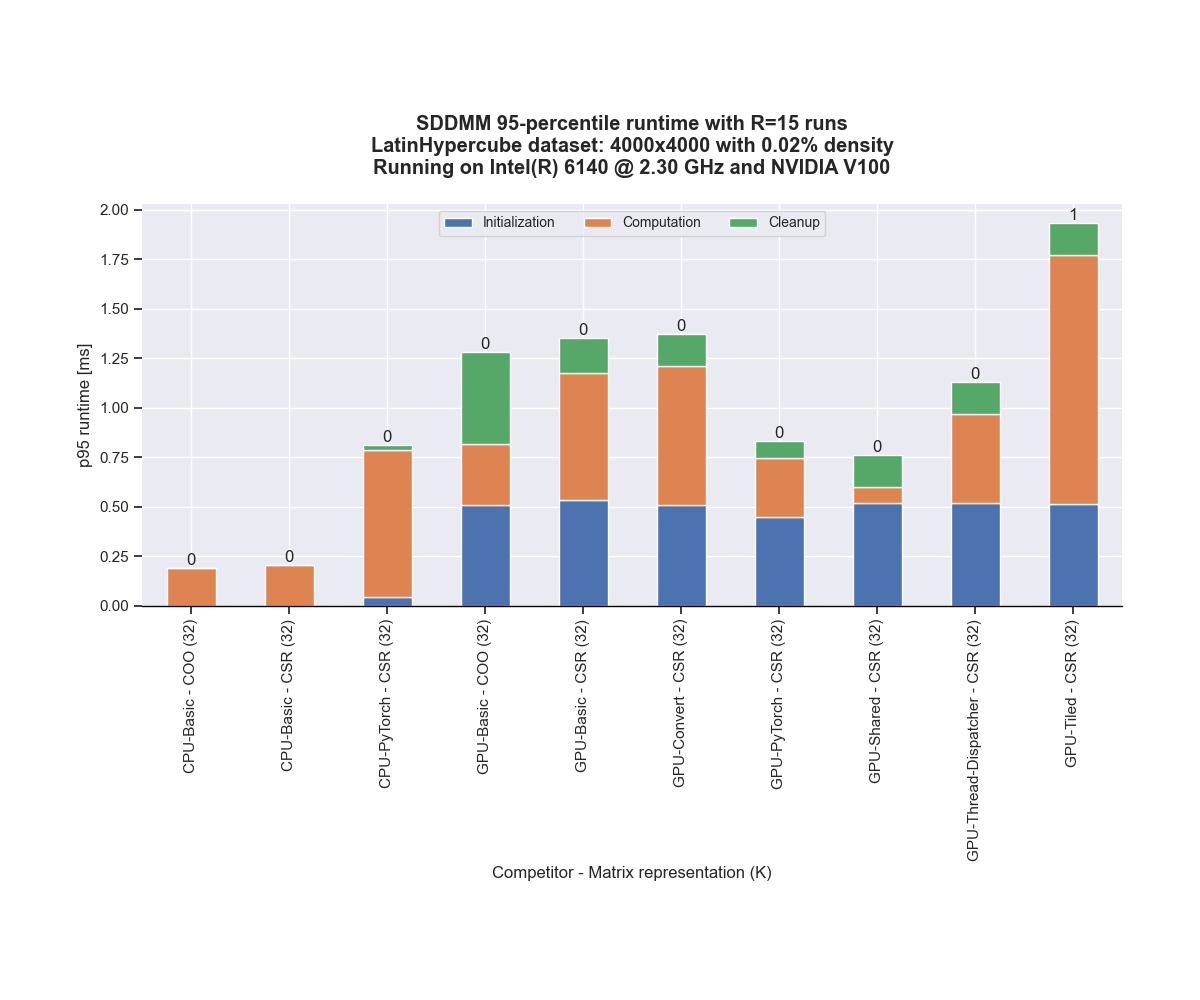 SDDMM 95-percentile runtime with R=15 runs
LatinHypercube dataset: 4000x4000 with 0.02% density
Running on Intel(R) 6140 @ 2.30 GHz and NVIDIA V100
Initialization Computation Cleanup
p95 runtime [ms]
2.00
1.75
1.50
1.25
1.00
0.75
0.50
0.25
0.00
0
0
0
0
0
0
0
0
0
1
CPU-Basic - COO (32)
CPU-Basic - CSR (32)
CPU-PyTorch - CSR (32)
GPU-Basic - COO (32)
GPU-Basic - CSR (32)
GPU-Convert - CSR (32)
GPU-PyTorch - CSR (32)
GPU-Shared - CSR (32)
GPU-Thread-Dispatcher - CSR (32)
GPU-Tiled - CSR (32)
Competitor - Matrix representation (K)